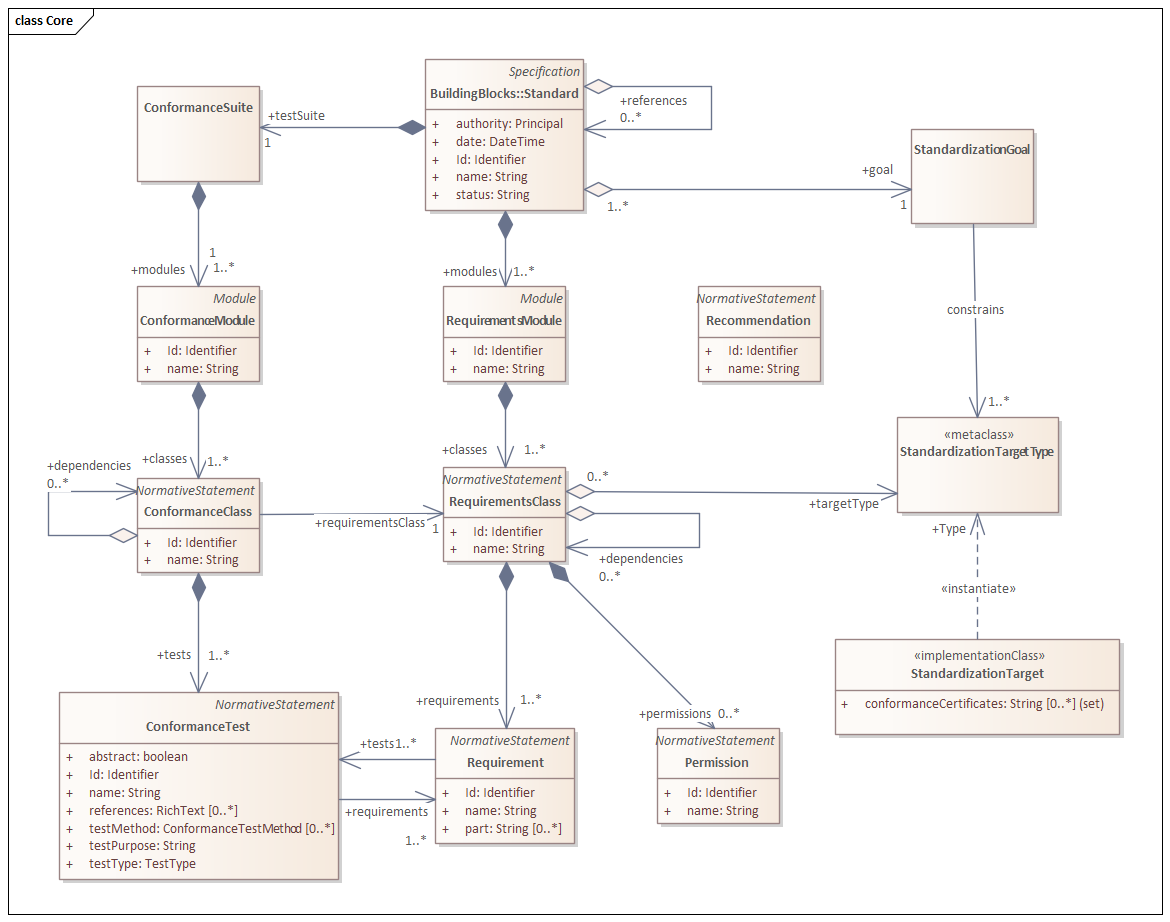 class Core
Specification
BuildingBlocks::Standard
+ authority: Principal
+ date: DateTime
+ Id: Identifier
+ name: String
+ status: String
+references
0..*
ConformanceSuite
+testSuite
1
StandardizationGoal
+goal
1..*
1
1
+modules
1..*
+modules
1..*
Module
ConformanceModule
+ Id: Identifier
+ name: String
Module
RequirementsModule
+ Id: Identifier
+ name: String
NormativeStatement
Recommendation
+ Id: Identifier
+ name: String
constrains
1..*
«metaclass»
StandardizationTargetType
+classes
1..*
+classes
1..*
+dependencies
0..*
NormativeStatement
ConformanceClass
+ Id: Identifier
+ name: String
+requirementsClass
1
NormativeStatement
RequirementsClass
+ Id: Identifier
+ name: String
0..*
+targetType
+dependencies
0..*
+Type
«instantiate»
«implementationClass»
StandardizationTarget
+ conformanceCertificates: String [0..*] (set)
+tests
1..*
+requirements
1..*
+permissions
0..*
NormativeStatement
ConformanceTest
+ abstract: boolean
+ Id: Identifier
+ name: String
+ references: RichText [0..*]
+ testMethod: ConformanceTestMethod [0..*]
+ testPurpose: String
+ testType: TestType
+tests
1..*
+requirements
1..*
NormativeStatement
Requirement
+ Id: Identifier
+ name: String
+ part: String [0..*]
NormativeStatement
Permission
+ Id: Identifier
+ name: String